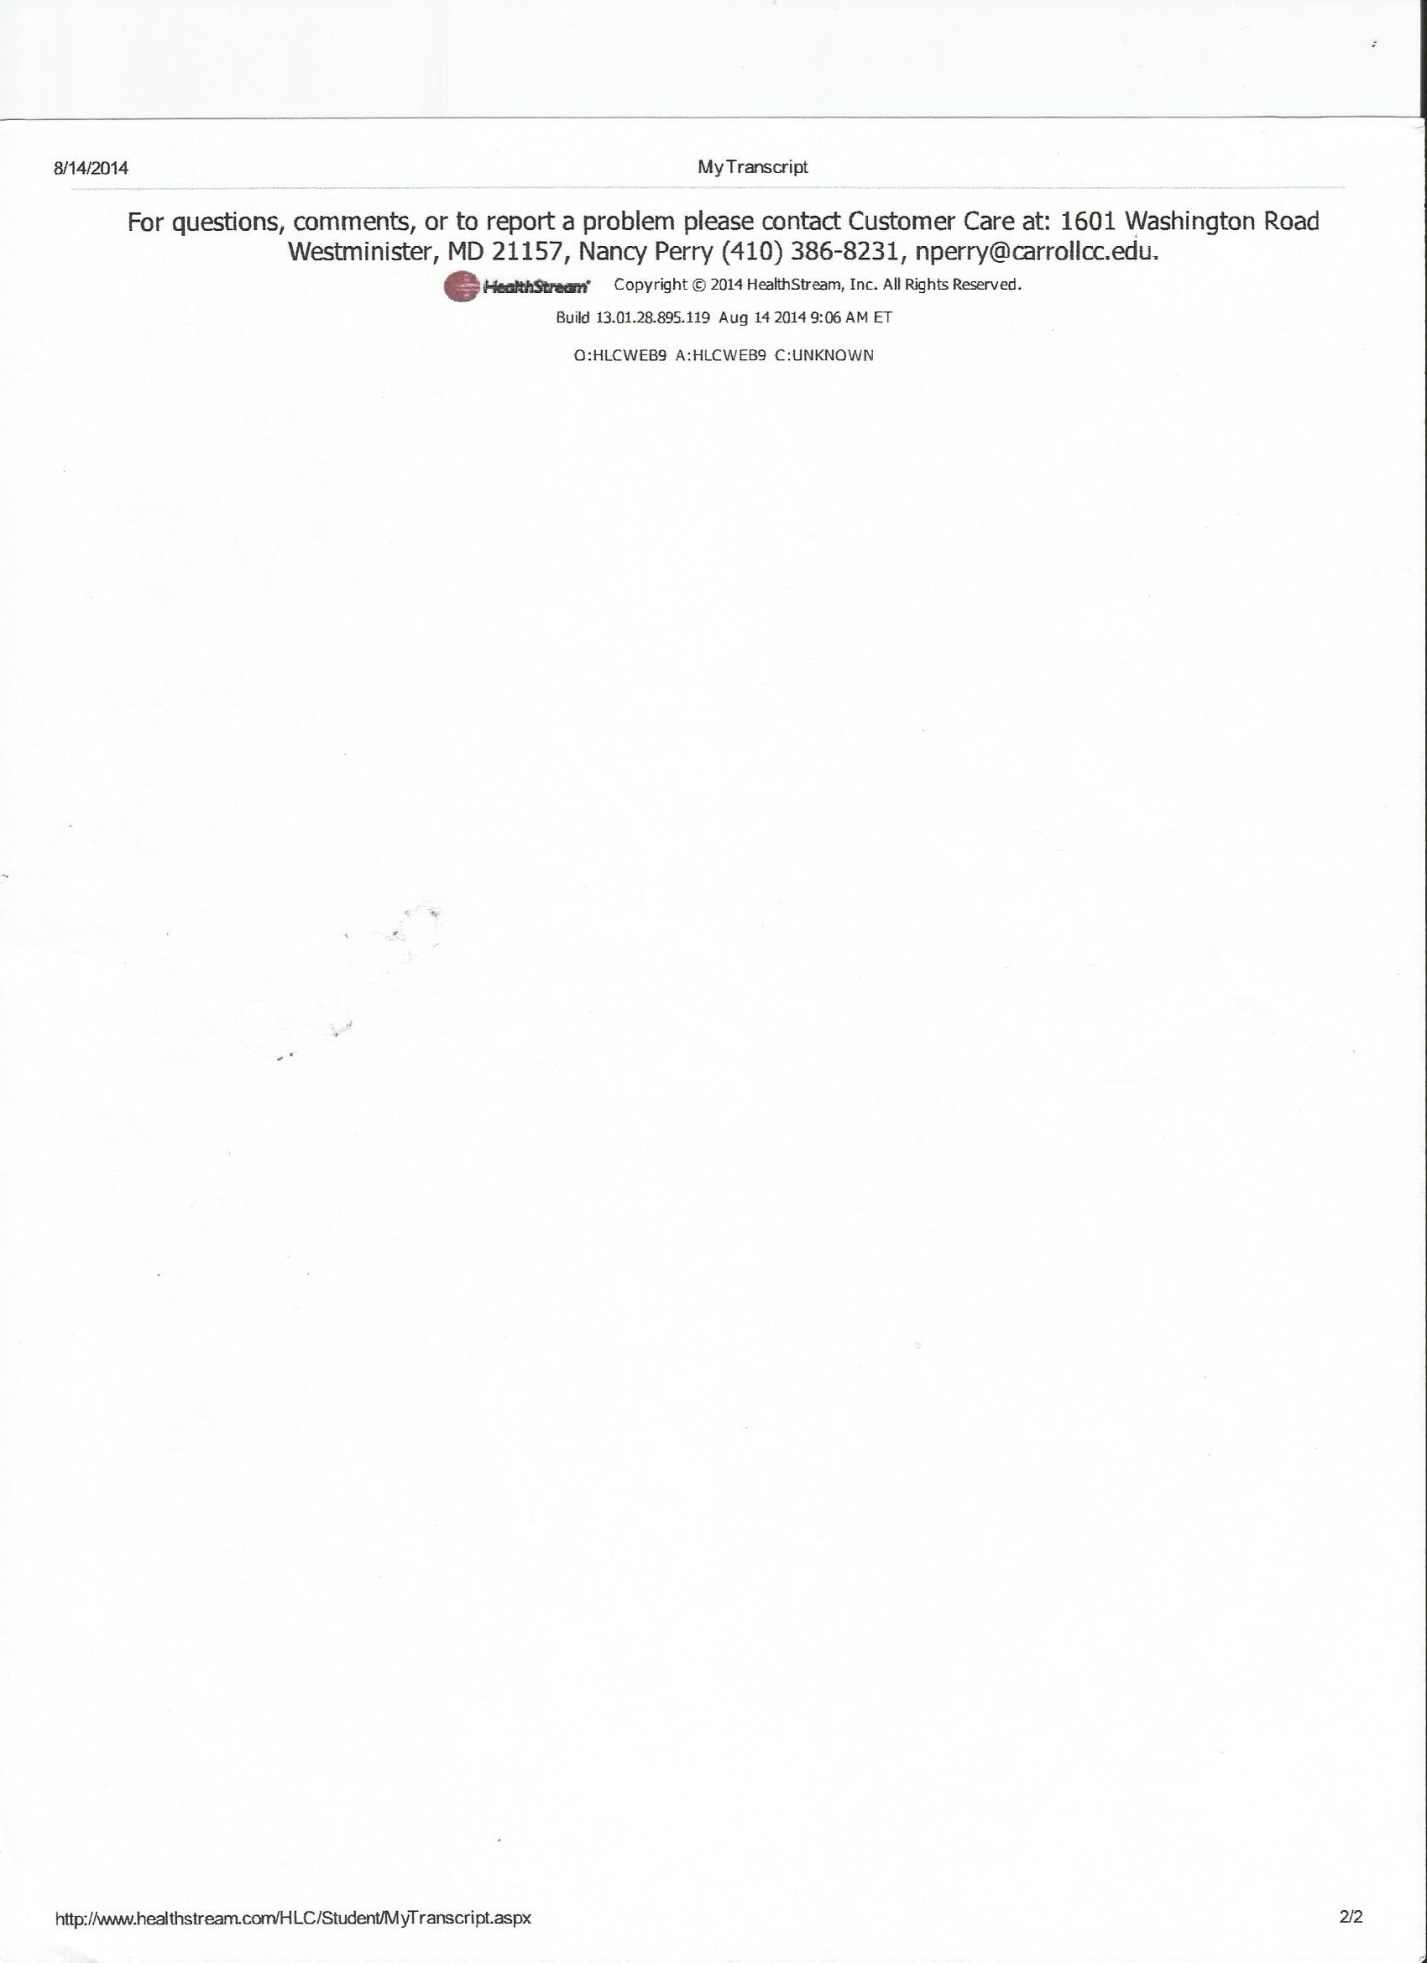 8/14/2014 My Transcript
For questions, comments, or to report a problem please contact Customer Care at: 1601 Washington Road
Westminister, MD 21157, Nancy Perry (410) 386-8231, nperry@carrollcc.edu.
HealthStream Copyright © 2014 HealthStream, Inc. All Rights Reserved.
Build 13.01.28.895.119 Aug 14 2014 9:06 AM ET
O:HLCWEB9 A:HLCWEB9 C:UNKNOWN
http://www.healthstream.com/HLC/Student/MyTranscript.aspx 2/2